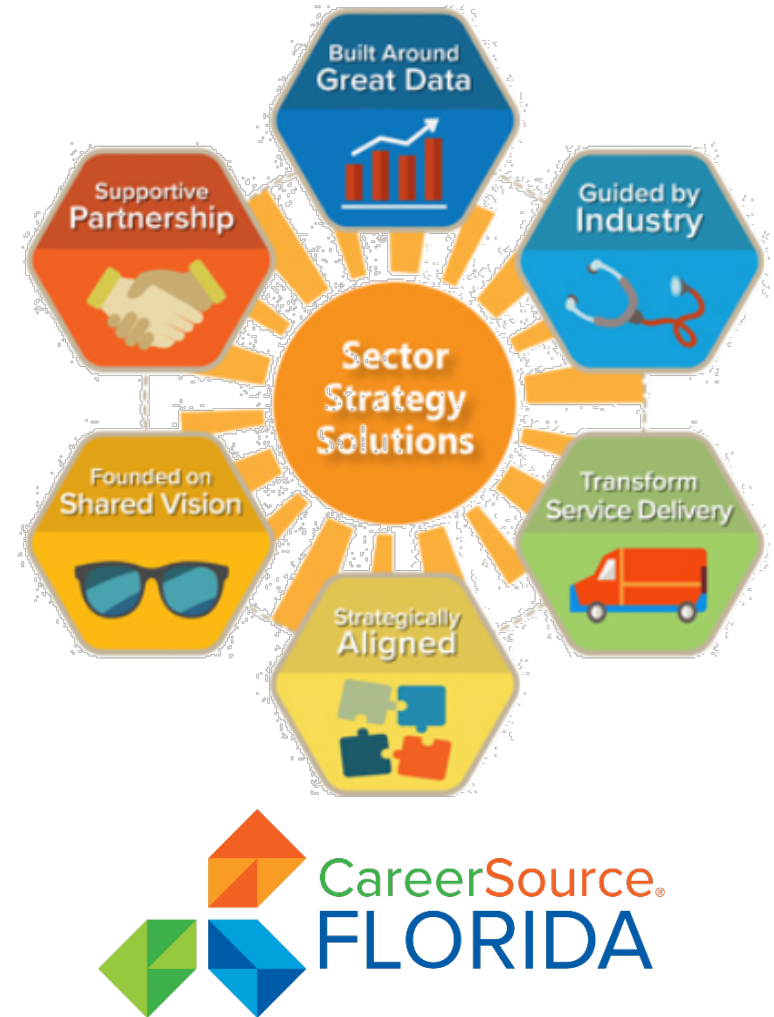 Built Around
Great Data
Supportive
Partnership
Guided by
Industry
Sector
Strategy
Solutions
Founded on
Shared Vision
Transform
Service Delivery
Strategically
Aligned
CareerSource®
FLORIDA